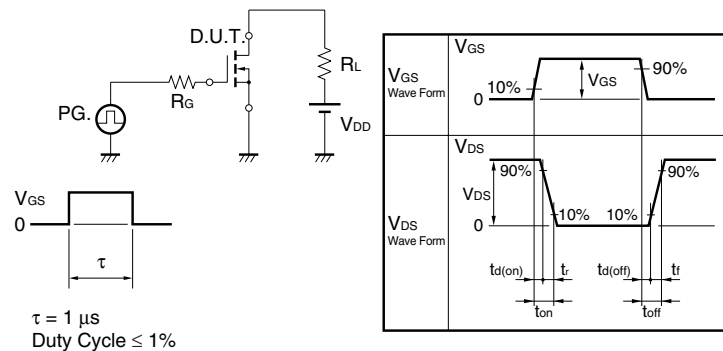 D.U.T.
RL
RG
PG.
VDD
VGS
0
τ
τ = 1 μs
Duty Cycle ≤ 1%
VGS
Wave Form
VGS
10%
VGS
90%
0
VDS
Wave Form
VDS
90%
VDS
90%
10%
10%
0
td(on)
tr
td(off)
tf
ton
toff